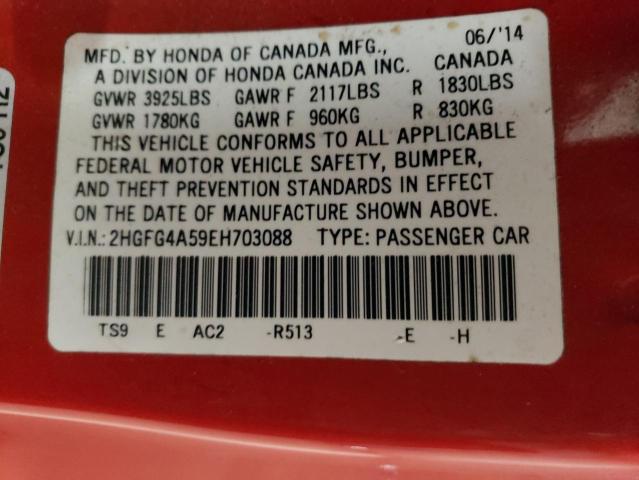 MFD. BY HONDA OF CANADA MFG., 06/'14
A DIVISION OF HONDA CANADA INC. CANADA
GVWR 3925LBS GAWR F 2117LBS R 1830LBS
GVWR 1780KG GAWR F 960KG R 830KG
THIS VEHICLE CONFORMS TO ALL APPLICABLE
FEDERAL MOTOR VEHICLE SAFETY, BUMPER,
AND THEFT PREVENTION STANDARDS IN EFFECT
ON THE DATE OF MANUFACTURE SHOWN ABOVE.
V.I.N.: 2HGFG4A59EH703088 TYPE: PASSENGER CAR
TS9 E AC2 -R513 -E -H